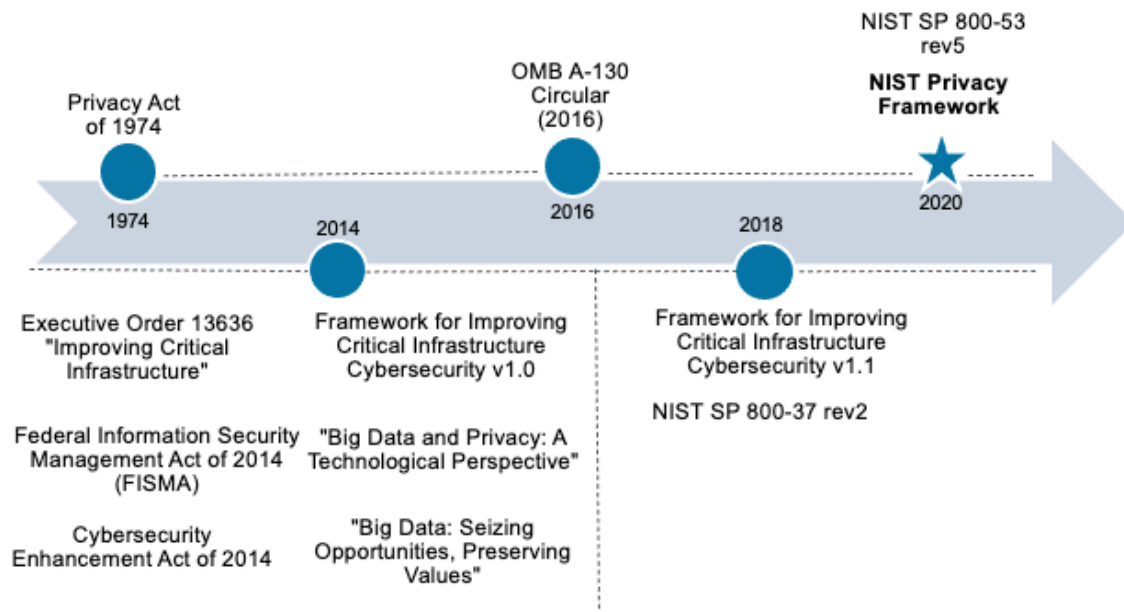 Privacy Act
of 1974
OMB A-130
Circular
(2016)
NIST SP 800-53
rev5
NIST Privacy
Framework
1974
2014
2016
2018
2020
Executive Order 13636
"Improving Critical
Infrastructure"
Federal Information Security
Management Act of 2014
(FISMA)
Cybersecurity
Enhancement Act of 2014
Framework for Improving
Critical Infrastructure
Cybersecurity v1.0
"Big Data and Privacy: A
Technological Perspective"
"Big Data: Seizing
Opportunities, Preserving
Values"
Framework for Improving
Critical Infrastructure
Cybersecurity v1.1
NIST SP 800-37 rev2